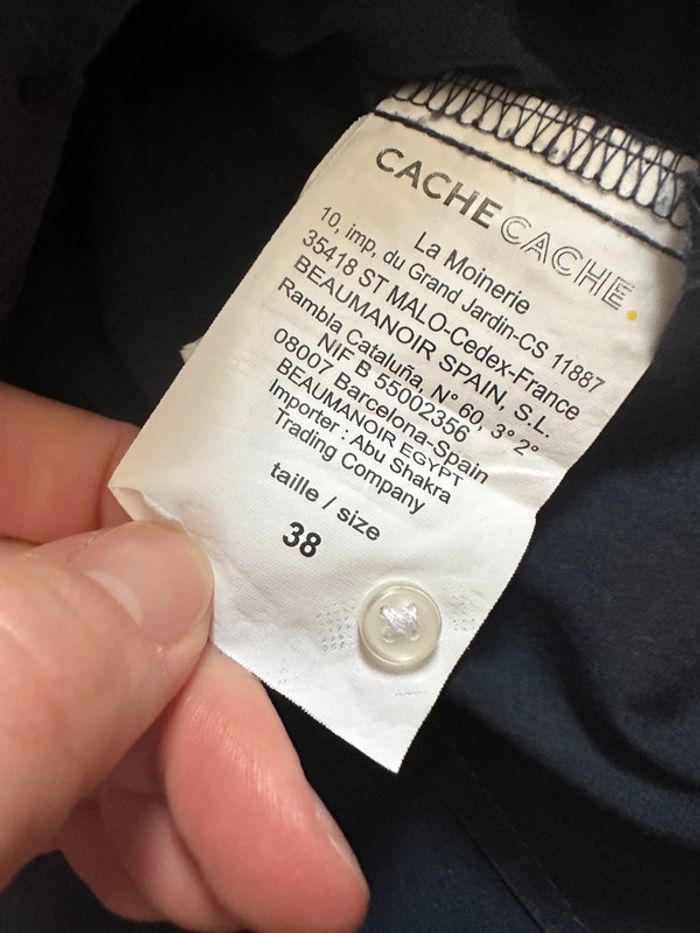 CACHE CACHE.
La Moinerie
10, imp. du Grand Jardin-CS 11887
35418 ST MALO-Cedex-France
BEAUMANOIR SPAIN, S.L.
Rambla Cataluña, N° 60, 3° 2°
NIF B 55002356
08007 Barcelona-Spain
BEAUMANOIR EGYPT
Importer : Abu Shakra
Trading Company
taille / size
38